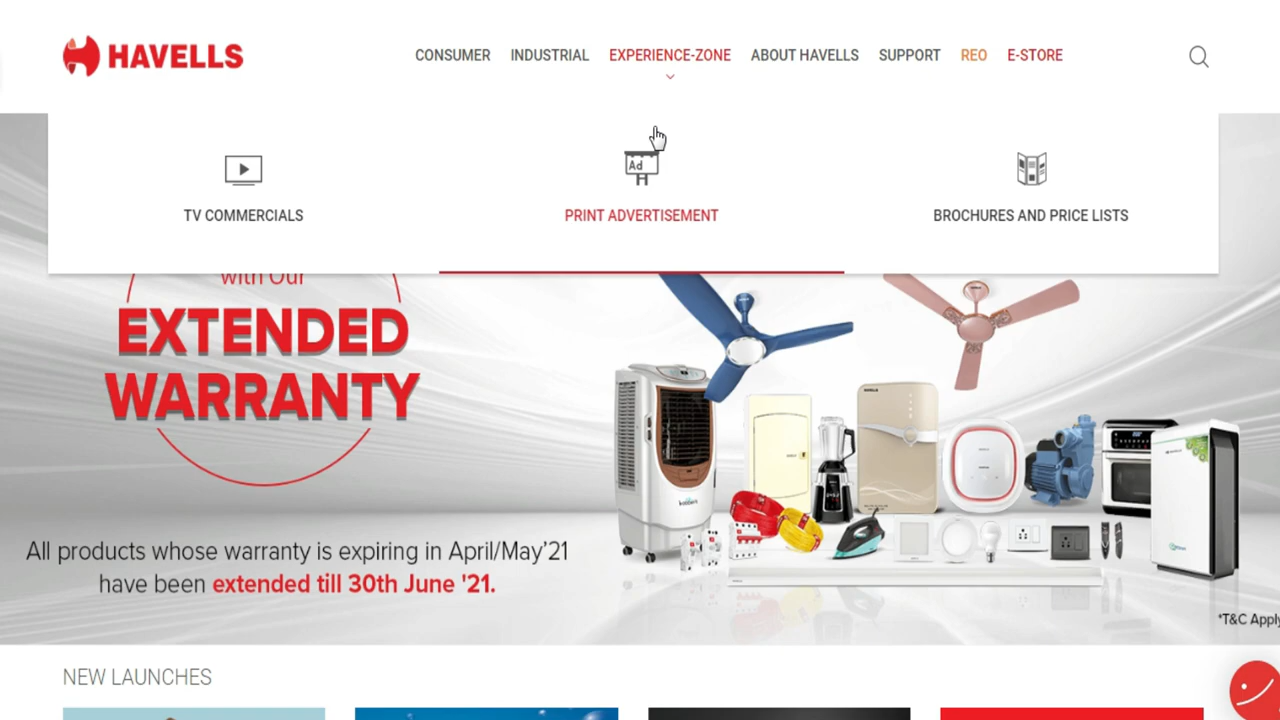 HAVELLS
CONSUMER INDUSTRIAL EXPERIENCE-ZONE ABOUT HAVELLS SUPPORT REO E-STORE
Ad
TV COMMERCIALS PRINT ADVERTISEMENT BROCHURES AND PRICE LISTS
with Our
EXTENDED
WARRANTY
All products whose warranty is expiring in April/May'21
have been extended till 30th June '21.
*T&C Apply
NEW LAUNCHES